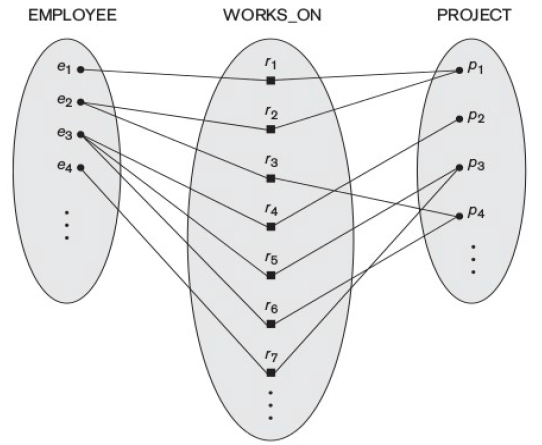 EMPLOYEE WORKS_ON PROJECT
e1
e2
e3
e4
r1
r2
r3
r4
r5
r6
r7
p1
p2
p3
p4